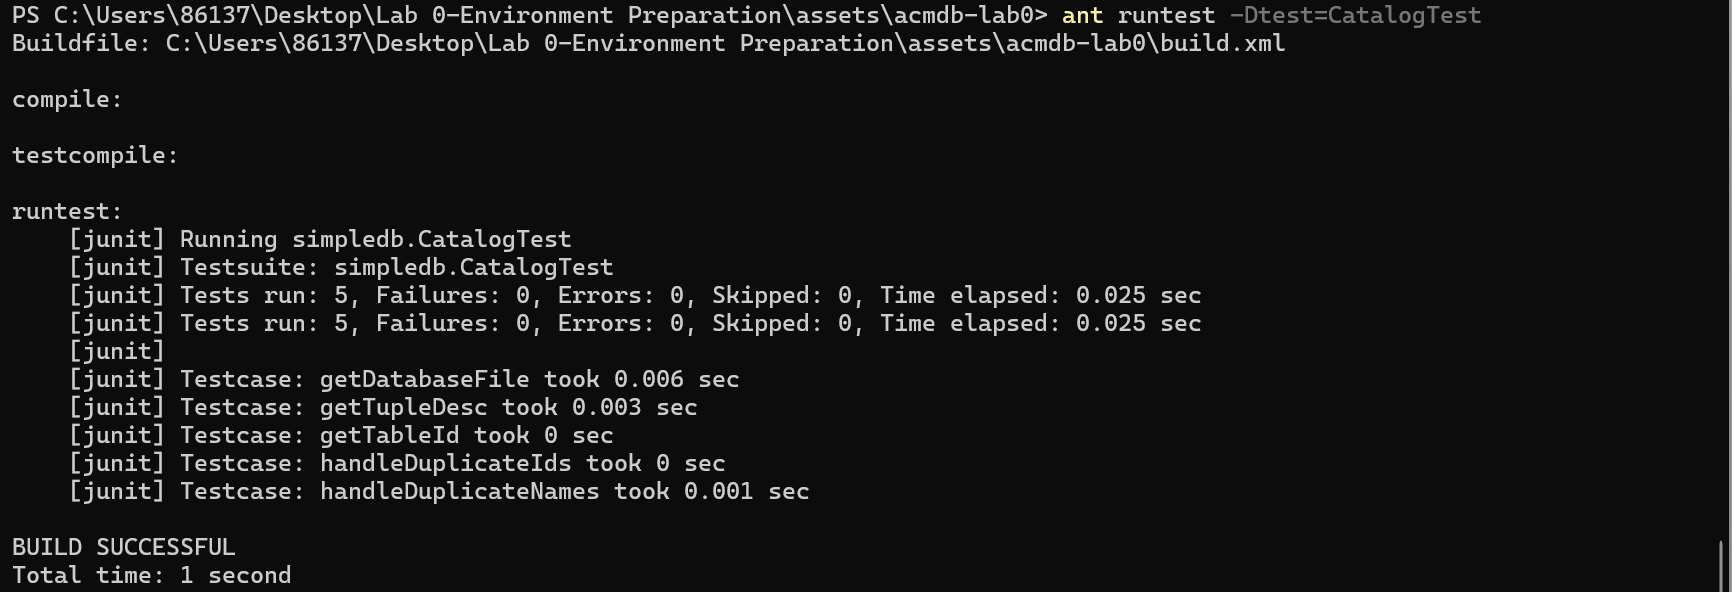 PS C:\Users\86137\Desktop\Lab 0-Environment Preparation\assets\acmdb-lab0> ant runtest -Dtest=CatalogTest
Buildfile: C:\Users\86137\Desktop\Lab 0-Environment Preparation\assets\acmdb-lab0\build.xml
compile:
testcompile:
runtest:
[junit] Running simpledb.CatalogTest
[junit] Testsuite: simpledb.CatalogTest
[junit] Tests run: 5, Failures: 0, Errors: 0, Skipped: 0, Time elapsed: 0.025 sec
[junit] Tests run: 5, Failures: 0, Errors: 0, Skipped: 0, Time elapsed: 0.025 sec
[junit]
[junit] Testcase: getDatabaseFile took 0.006 sec
[junit] Testcase: getTupleDesc took 0.003 sec
[junit] Testcase: getTableId took 0 sec
[junit] Testcase: handleDuplicateIds took 0 sec
[junit] Testcase: handleDuplicateNames took 0.001 sec
BUILD SUCCESSFUL
Total time: 1 second